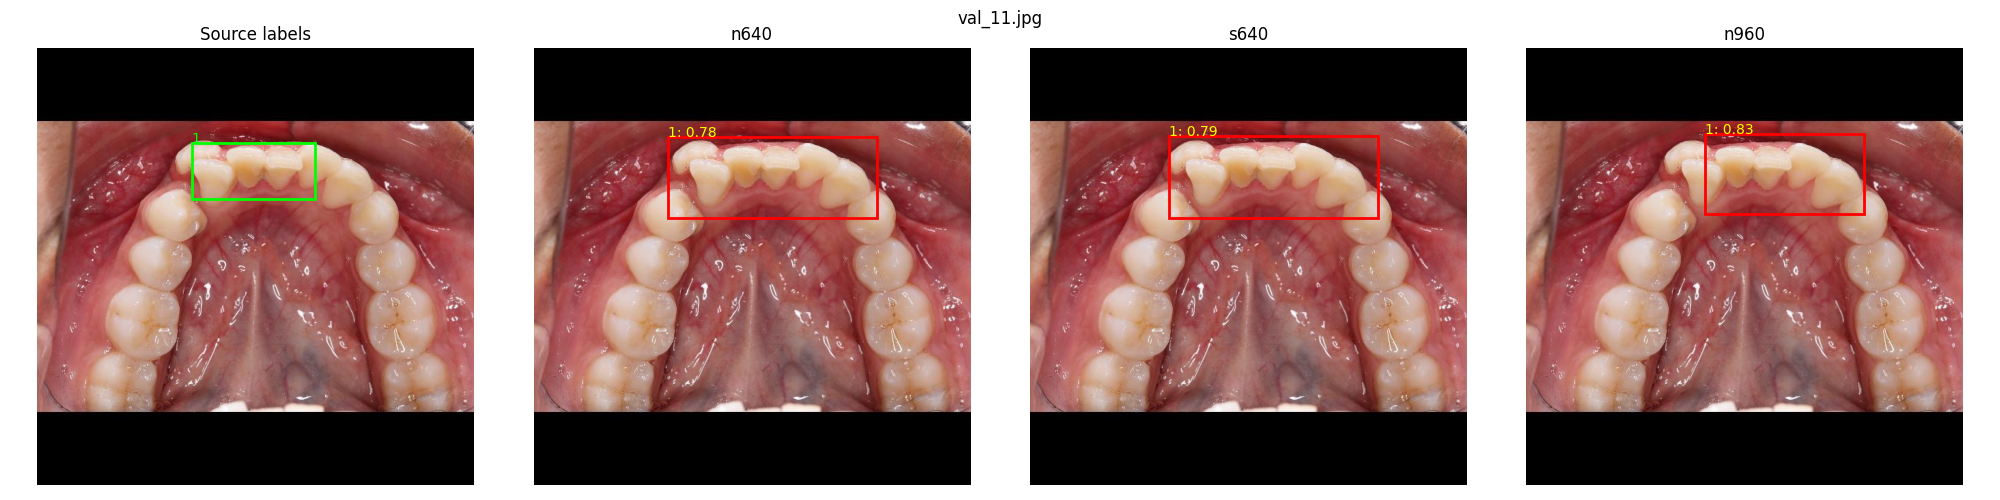 val_11.jpg
Source labels
n640
s640
n960
1
1: 0.78
1: 0.79
1: 0.83